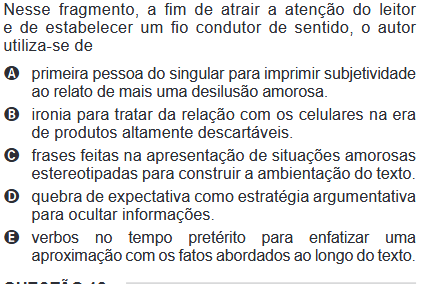 Nesse fragmento, a fim de atrair a atenção do leitor
e de estabelecer um fio condutor de sentido, o autor
utiliza-se de
A primeira pessoa do singular para imprimir subjetividade
ao relato de mais uma desilusão amorosa.
B ironia para tratar da relação com os celulares na era
de produtos altamente descartáveis.
C frases feitas na apresentação de situações amorosas
estereotipadas para construir a ambientação do texto.
D quebra de expectativa como estratégia argumentativa
para ocultar informações.
E verbos no tempo pretérito para enfatizar uma
aproximação com os fatos abordados ao longo do texto.